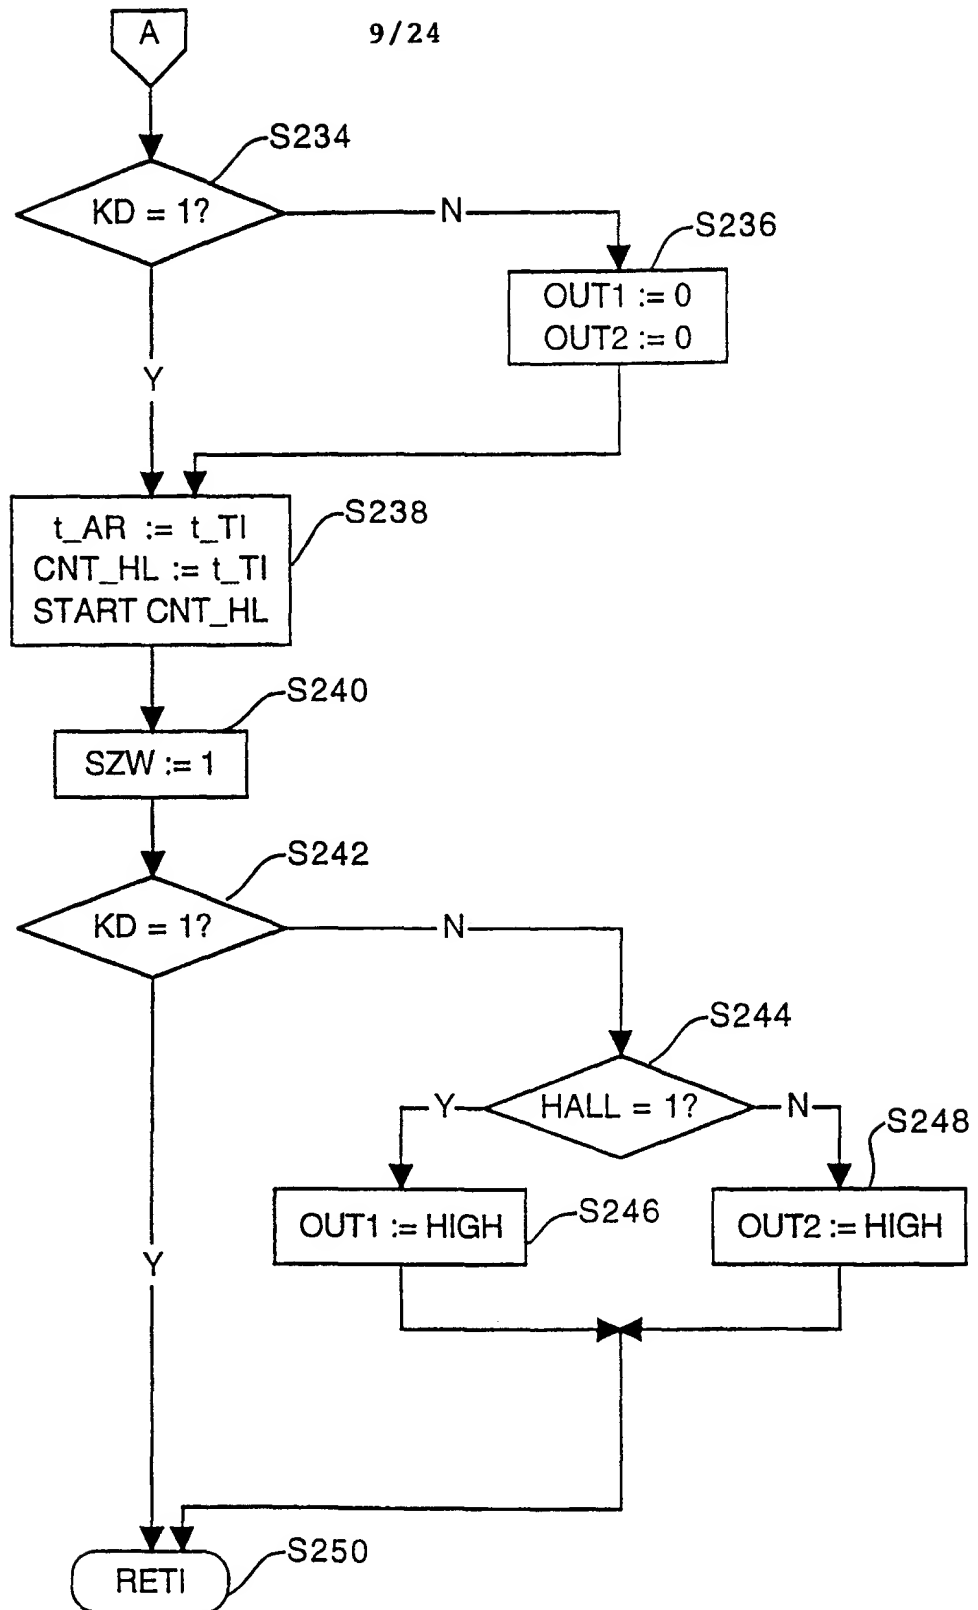 A
9/24
S234
KD = 1?
N
S236
OUT1 := 0
OUT2 := 0
Y
S238
t_AR := t_TI
CNT_HL := t_TI
START CNT_HL
S240
SZW := 1
S242
KD = 1?
N
S244
Y
HALL = 1?
N
S248
OUT1 := HIGH
S246
OUT2 := HIGH
Y
S250
RETI